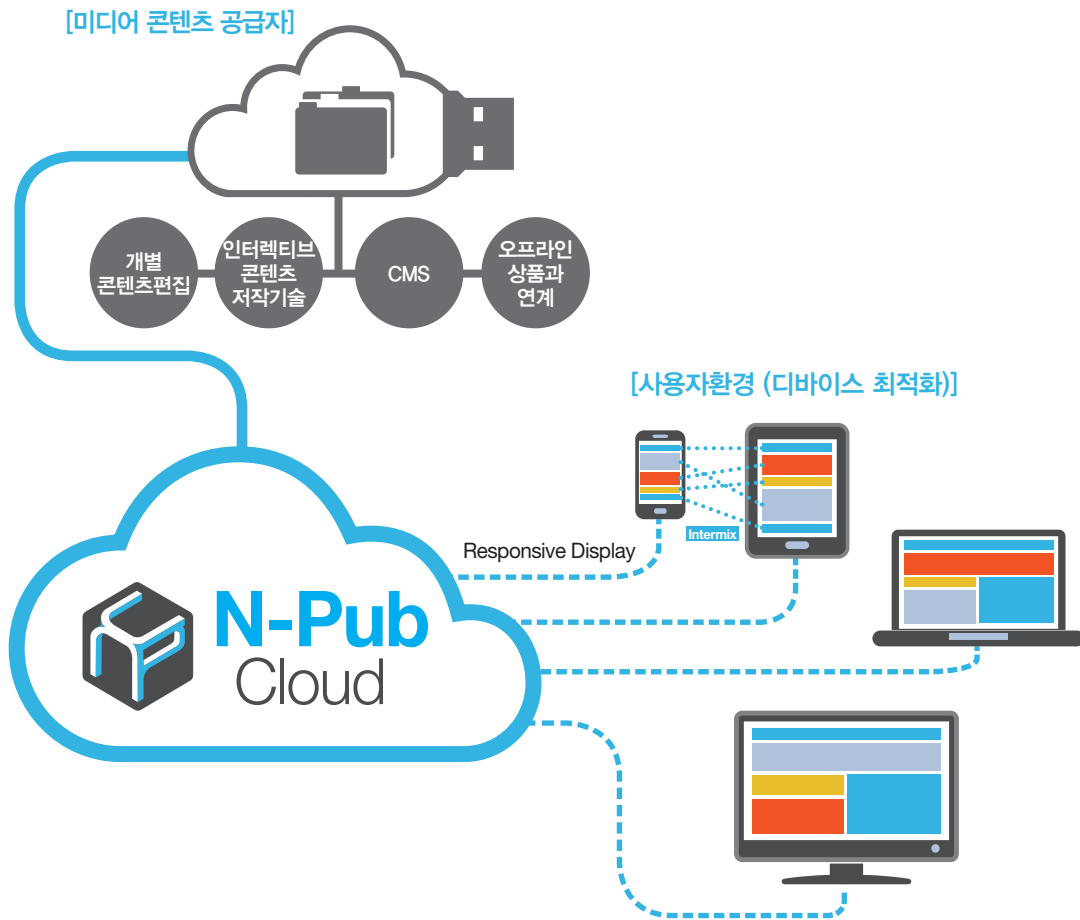 [미디어 콘텐츠 공급자]
개별
콘텐츠편집
인터렉티브
콘텐츠
저작기술
CMS
오프라인
상품과
연계
[사용자환경 (디바이스 최적화)]
Intermix
Responsive Display
N-Pub
Cloud